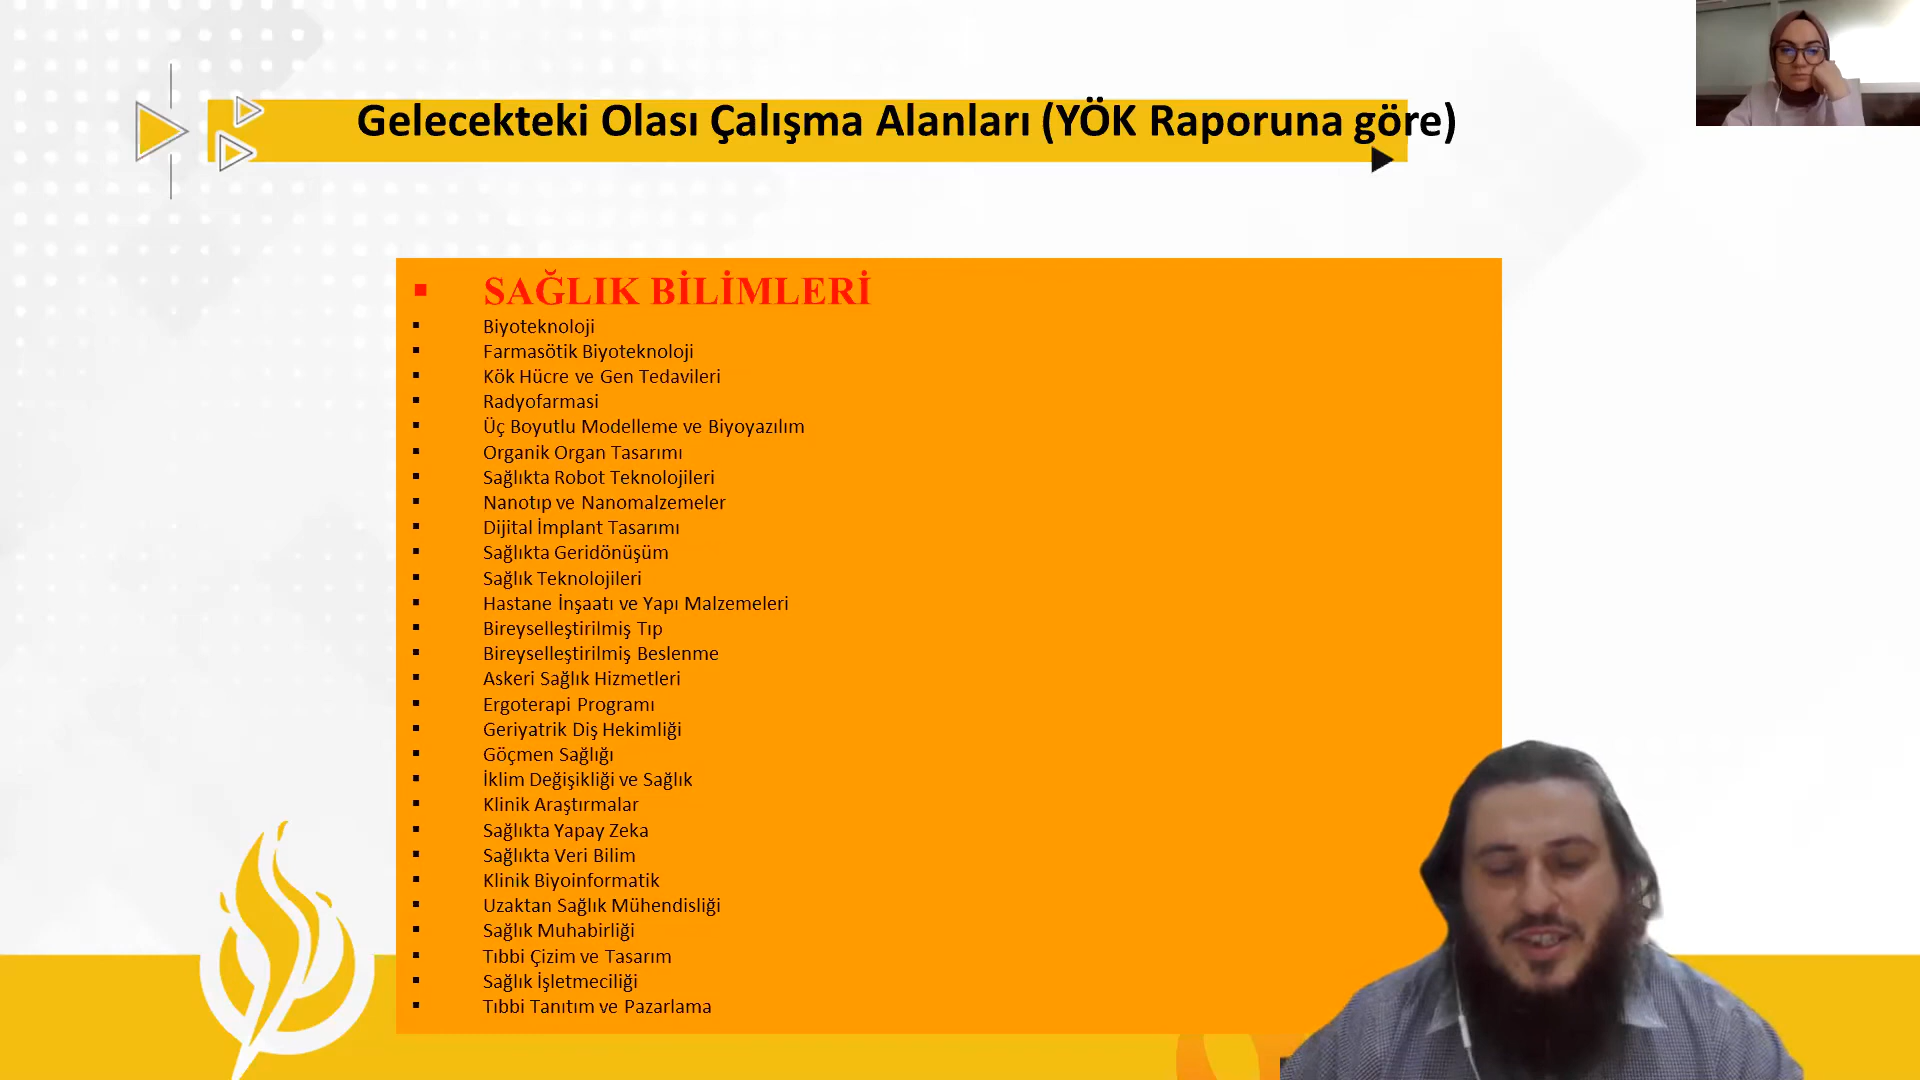 Gelecekteki Olası Çalışma Alanları (YÖK Raporuna göre)
SAĞLIK BİLİMLERİ
Biyoteknoloji
Farmasötik Biyoteknoloji
Kök Hücre ve Gen Tedavileri
Radyofarmasi
Üç Boyutlu Modelleme ve Biyoyazılım
Organik Organ Tasarımı
Sağlıkta Robot Teknolojileri
Nanotıp ve Nanomalzemeler
Dijital İmplant Tasarımı
Sağlıkta Geridönüşüm
Sağlık Teknolojileri
Hastane İnşaatı ve Yapı Malzemeleri
Bireyselleştirilmiş Tıp
Bireyselleştirilmiş Beslenme
Askeri Sağlık Hizmetleri
Ergoterapi Programı
Geriyatrik Diş Hekimliği
Göçmen Sağlığı
İklim Değişikliği ve Sağlık
Klinik Araştırmalar
Sağlıkta Yapay Zeka
Sağlıkta Veri Bilim
Klinik Biyoinformatik
Uzaktan Sağlık Mühendisliği
Sağlık Muhabirliği
Tıbbi Çizim ve Tasarım
Sağlık İşletmeciliği
Tıbbi Tanıtım ve Pazarlama